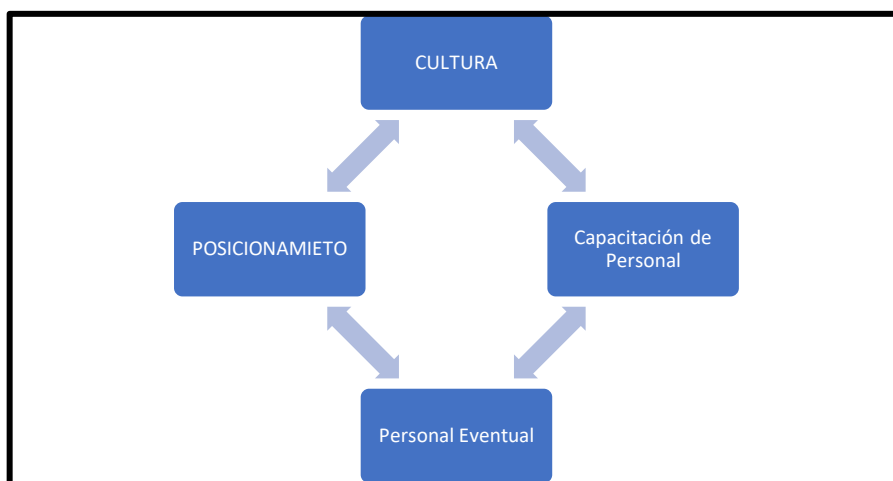 CULTURA
POSICIONAMIETO
Capacitación de
Personal
Personal Eventual